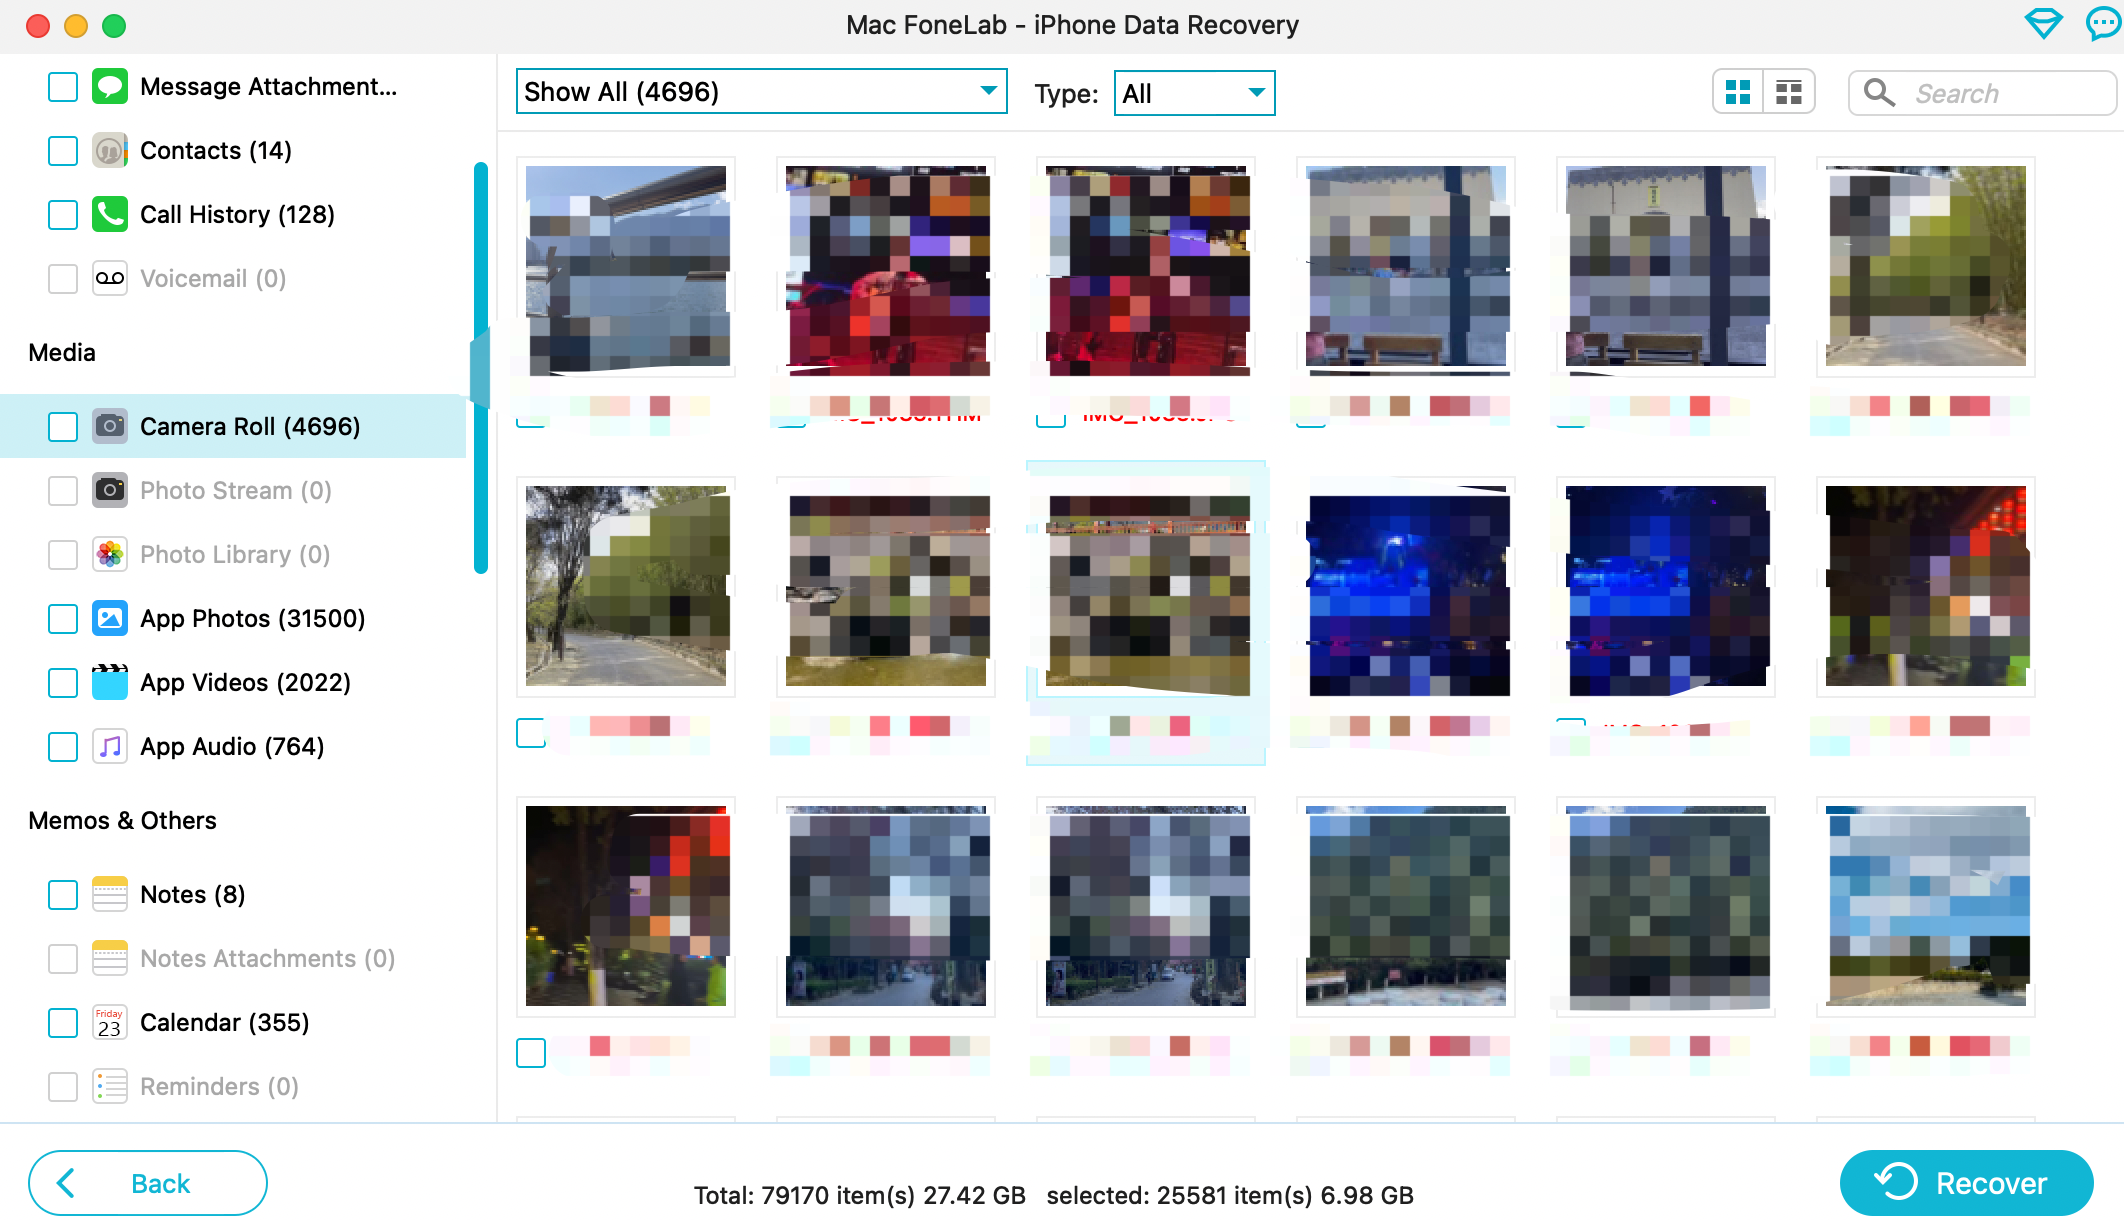 Mac FoneLab - iPhone Data Recovery
Message Attachment...
Contacts (14)
Call History (128)
Voicemail (0)
Media
Camera Roll (4696)
Photo Stream (0)
Photo Library (0)
App Photos (31500)
App Videos (2022)
App Audio (764)
Memos & Others
Notes (8)
Notes Attachments (0)
Friday
23
Calendar (355)
Reminders (0)
Show All (4696)
Type: All
Search
Back
Total: 79170 item(s) 27.42 GB selected: 25581 item(s) 6.98 GB
Recover